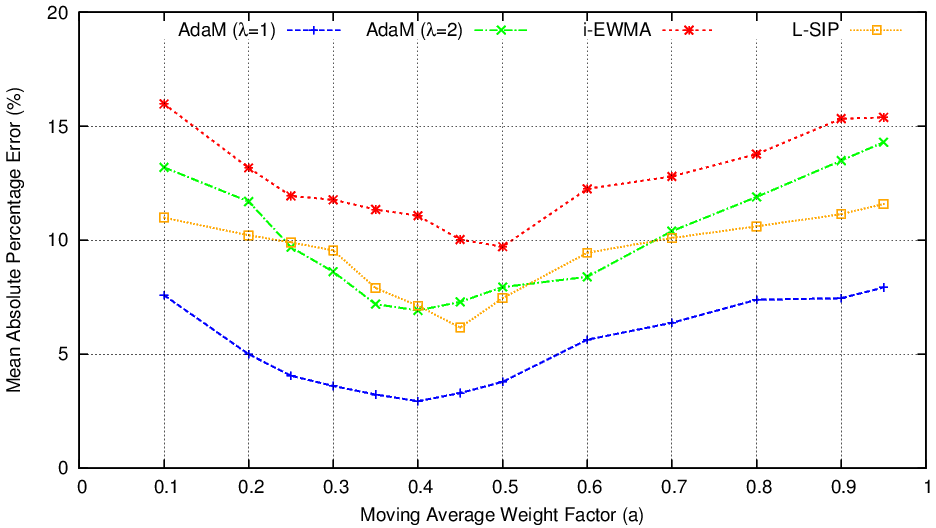 20
AdaM (λ=1) AdaM (λ=2) i-EWMA L-SIP
15
10
5
0
Mean Absolute Percentage Error (%)
0 0.1 0.2 0.3 0.4 0.5 0.6 0.7 0.8 0.9 1
Moving Average Weight Factor (a)